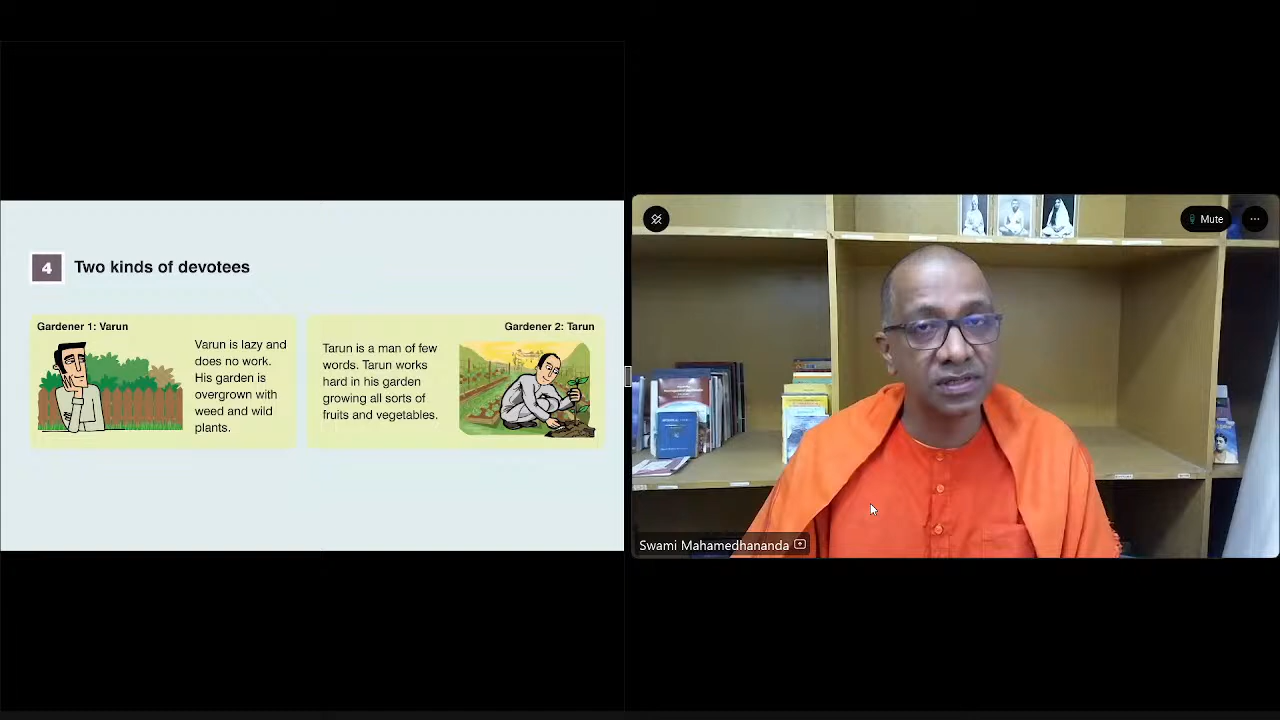 4
Two kinds of devotees
Gardener 1: Varun
Varun is lazy and
does no work.
His garden is
overgrown with
weed and wild
plants.
Gardener 2: Tarun
Tarun is a man of few
words. Tarun works
hard in his garden
growing all sorts of
fruits and vegetables.
Mute
Swami Mahamedhananda